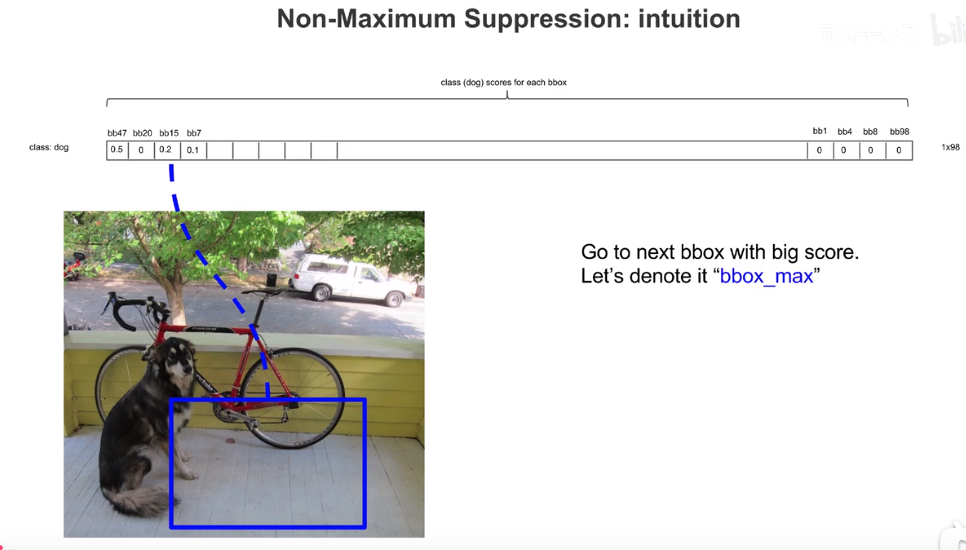 Non-Maximum Suppression: intuition
class (dog) scores for each bbox
bb47 bb20 bb15 bb7 bb1 bb4 bb8 bb98
class: dog 0.5 0 0.2 0.1 0 0 0 0 1x98
Go to next bbox with big score.
Let's denote it “bbox_max”